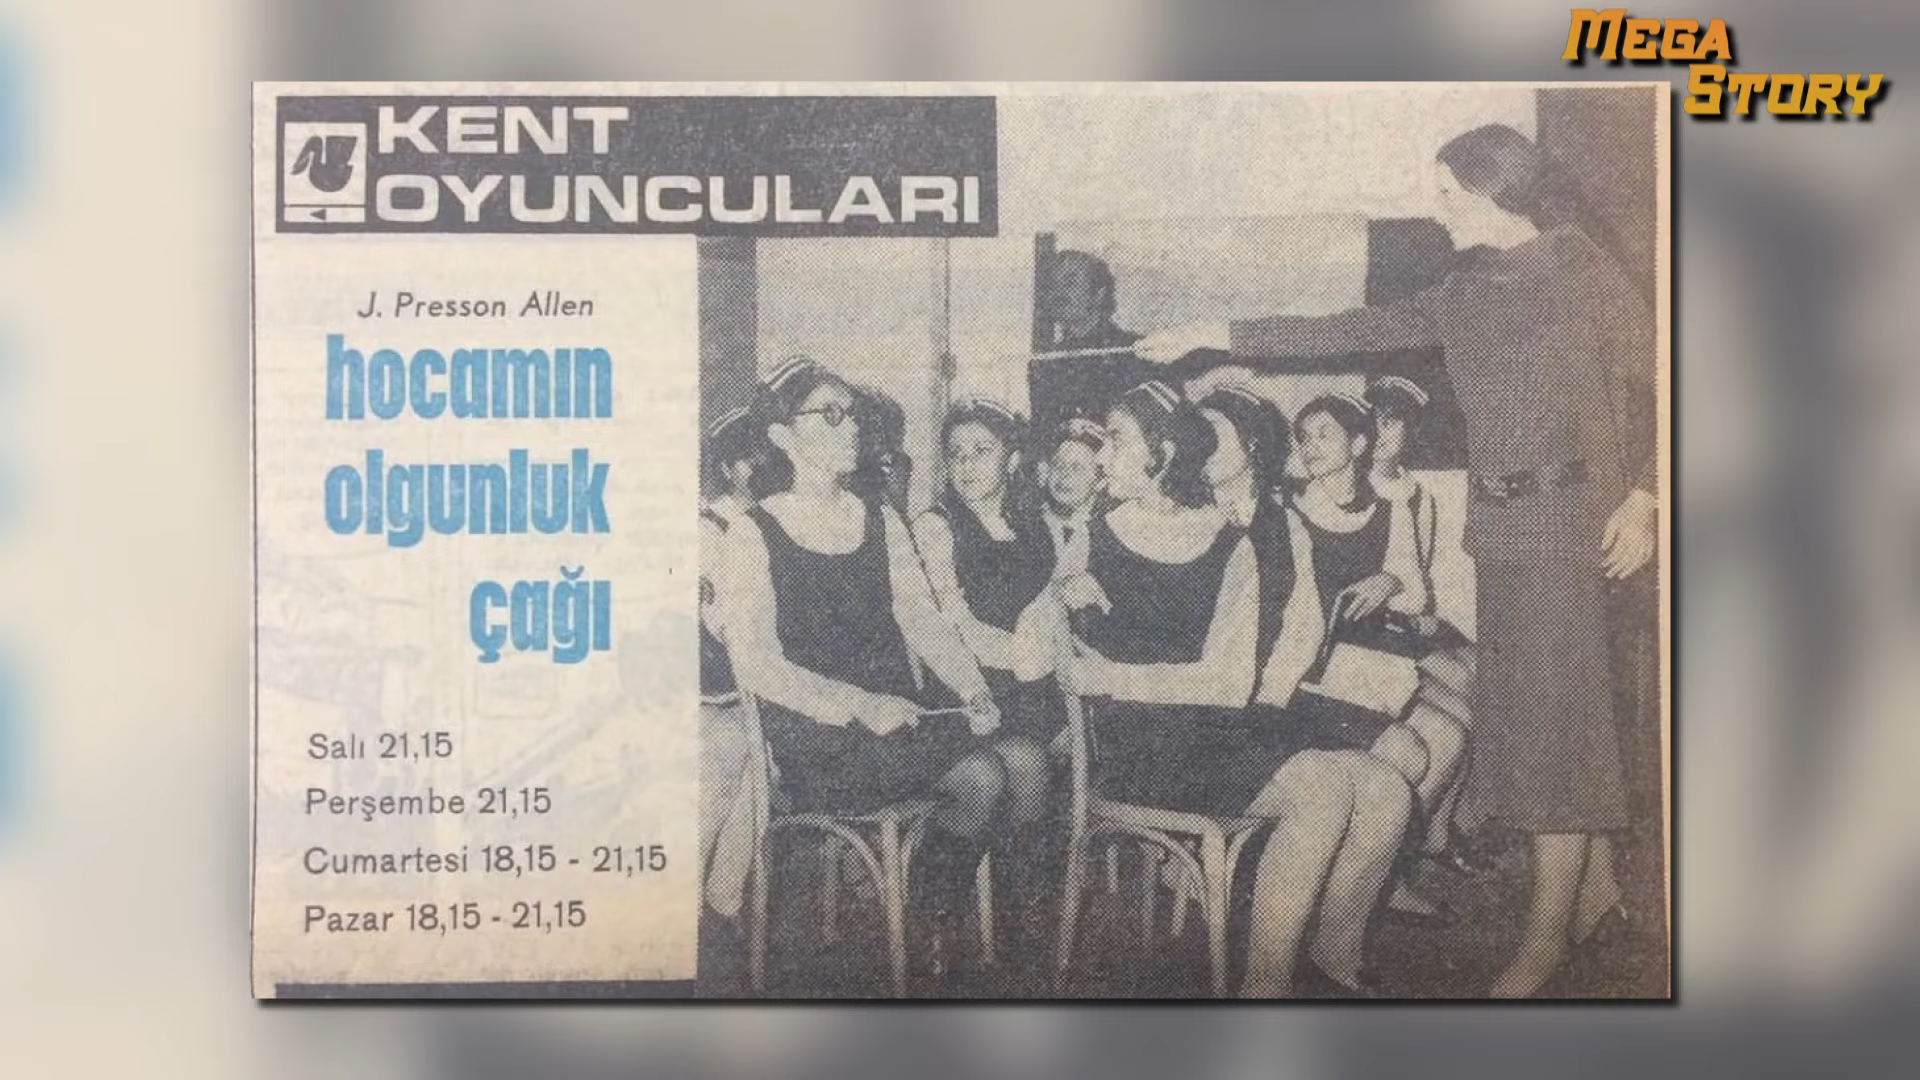 MEGA
STORY
KENT
OYUNCULARI
J. Presson Allen
hocamın
olgunluk
çağı
Salı 21,15
Perşembe 21,15
Cumartesi 18,15 - 21,15
Pazar 18,15 - 21,15